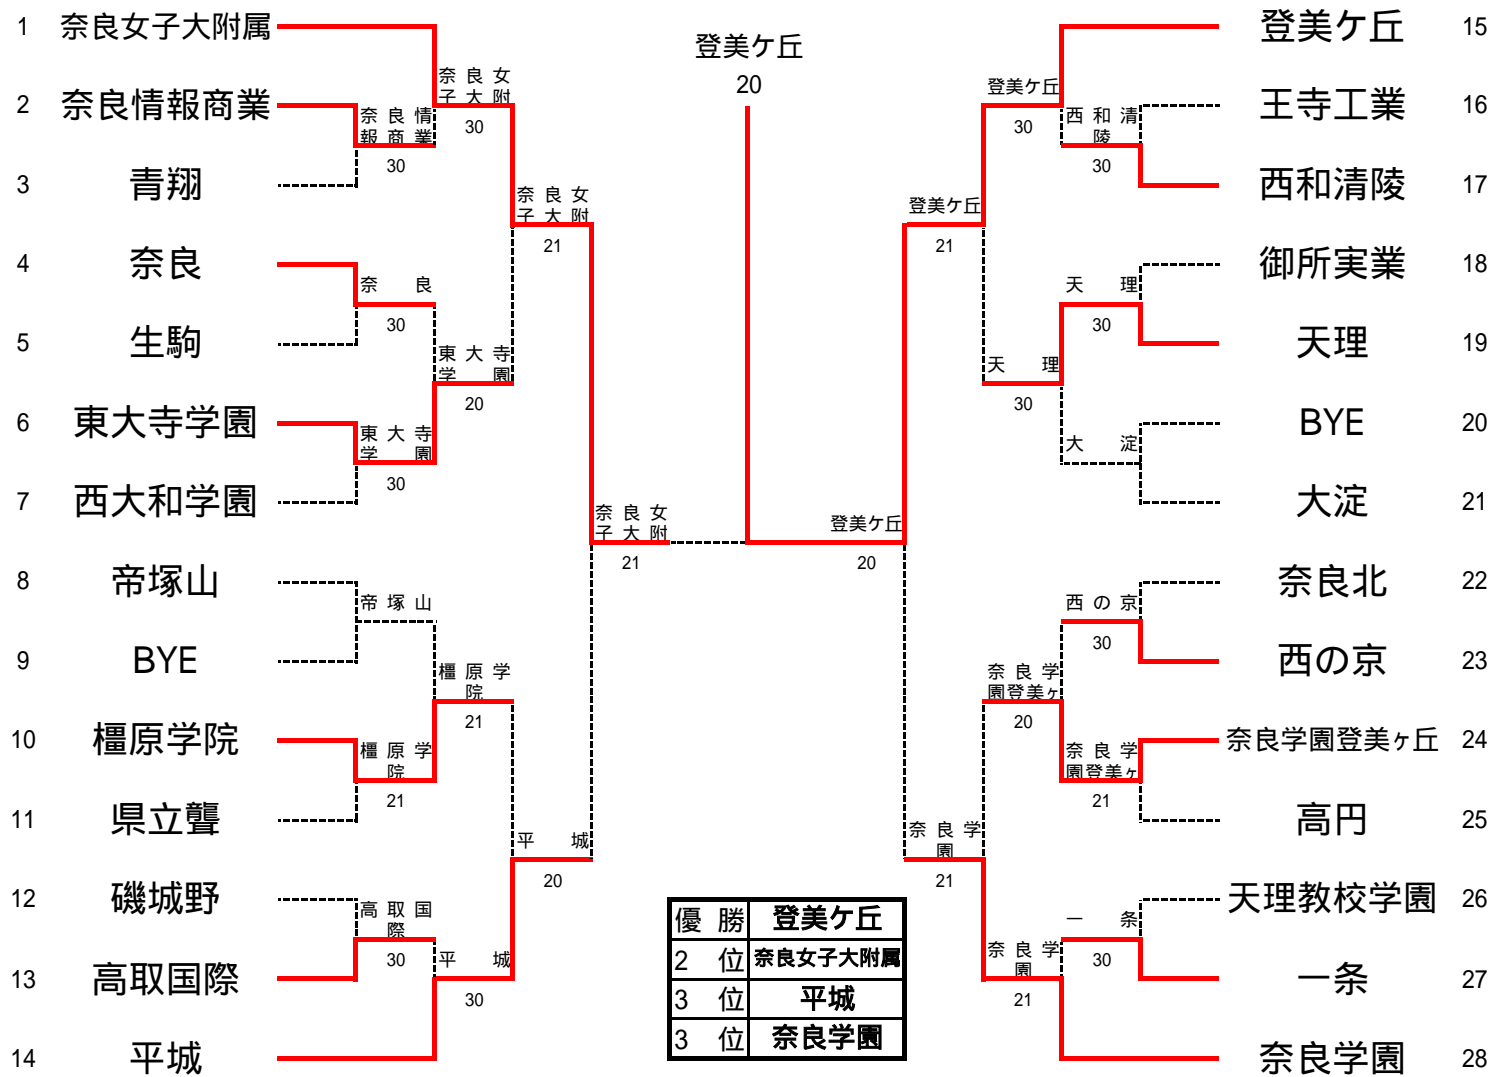 1 奈良女子大附属
2 奈良情報商業
3 青翔
4 奈良
5 生駒
6 東大寺学園
7 西大和学園
8 帝塚山
9 BYE
10 橿原学院
11 県立聾
12 磯城野
13 高取国際
14 平城
奈良情
報商業
30
奈良
30
東大寺
学園
30
帝塚山
橿原学
院
21
高取国
際
30
奈良女
子大附
30
東大寺
学園
20
橿原学
院
21
平城
30
奈良女
子大附
21
平城
20
奈良女
子大附
21
登美ケ丘
20
登美ケ丘
20
登美ケ丘
21
奈良学
園
21
登美ケ丘
30
天理
30
奈良学
園登美ヶ
20
奈良学
園
21
西和清
陵
30
天理
30
大淀
西の京
30
奈良学
園登美ヶ
21
一条
30
登美ケ丘 15
王寺工業 16
西和清陵 17
御所実業 18
天理 19
BYE 20
大淀 21
奈良北 22
西の京 23
奈良学園登美ヶ丘 24
高円 25
天理教校学園 26
一条 27
奈良学園 28
優勝 登美ケ丘
2位 奈良女子大附属
3位 平城
3位 奈良学園